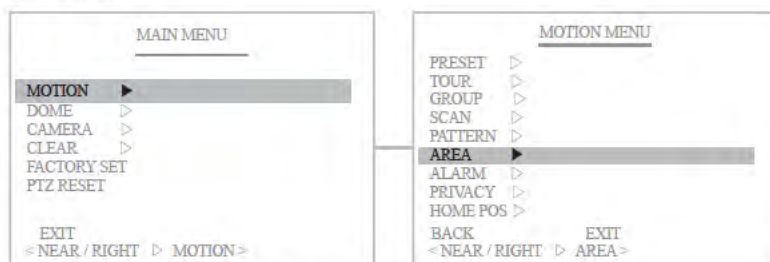 MAIN MENU
MOTION ▶
DOME ▷
CAMERA ▷
CLEAR ▷
FACTORY SET
PTZ RESET
EXIT
<NEAR / RIGHT ▷ MOTION>
MOTION MENU
PRESET ▷
TOUR ▷
GROUP ▷
SCAN ▷
PATTERN ▷
AREA ▶
ALARM ▷
PRIVACY ▷
HOME POS ▷
BACK EXIT
<NEAR / RIGHT ▷ AREA>